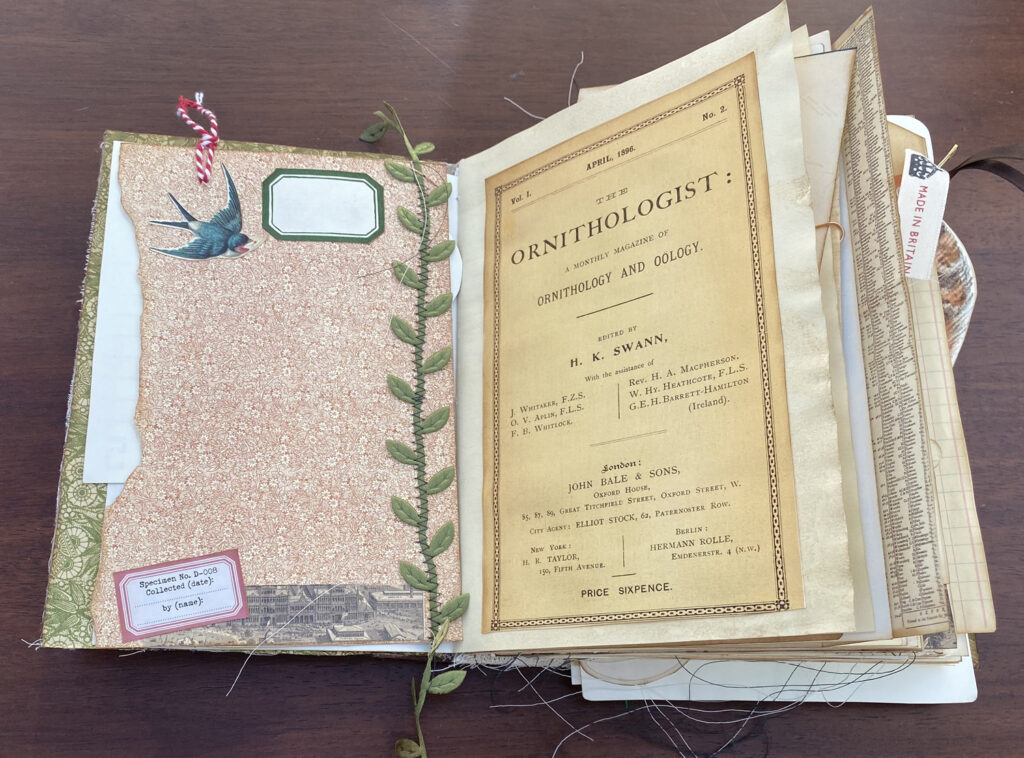 Specimen No. D-008
Collected (date):
by (name):
Vol. I.
APRIL, 1896.
No. 2.
THE
ORNITHOLOGIST:
A MONTHLY MAGAZINE OF
ORNITHOLOGY AND OÖLOGY.
EDITED BY
H. K. SWANN,
With the assistance of
J. WHITAKER, F.Z.S.
O. V. APLIN, F.L.S.
F. B. WHITLOCK.
REV. H. A. MACPHERSON.
W. HY. HEATHCOTE, F.L.S.
G. E. H. BARRETT-HAMILTON
(Ireland).
London:
JOHN BALE & SONS,
OXFORD HOUSE,
85, 87, 89, GREAT TITCHFIELD STREET, OXFORD STREET, W.
CITY AGENT: ELLIOT STOCK, 62, PATERNOSTER ROW.
NEW YORK:
H. R. TAYLOR,
150, FIFTH AVENUE.
BERLIN:
HERMANN ROLLE,
EMDENERSTR. 4 (N.W.)
PRICE SIXPENCE.
MADE IN BRITAIN